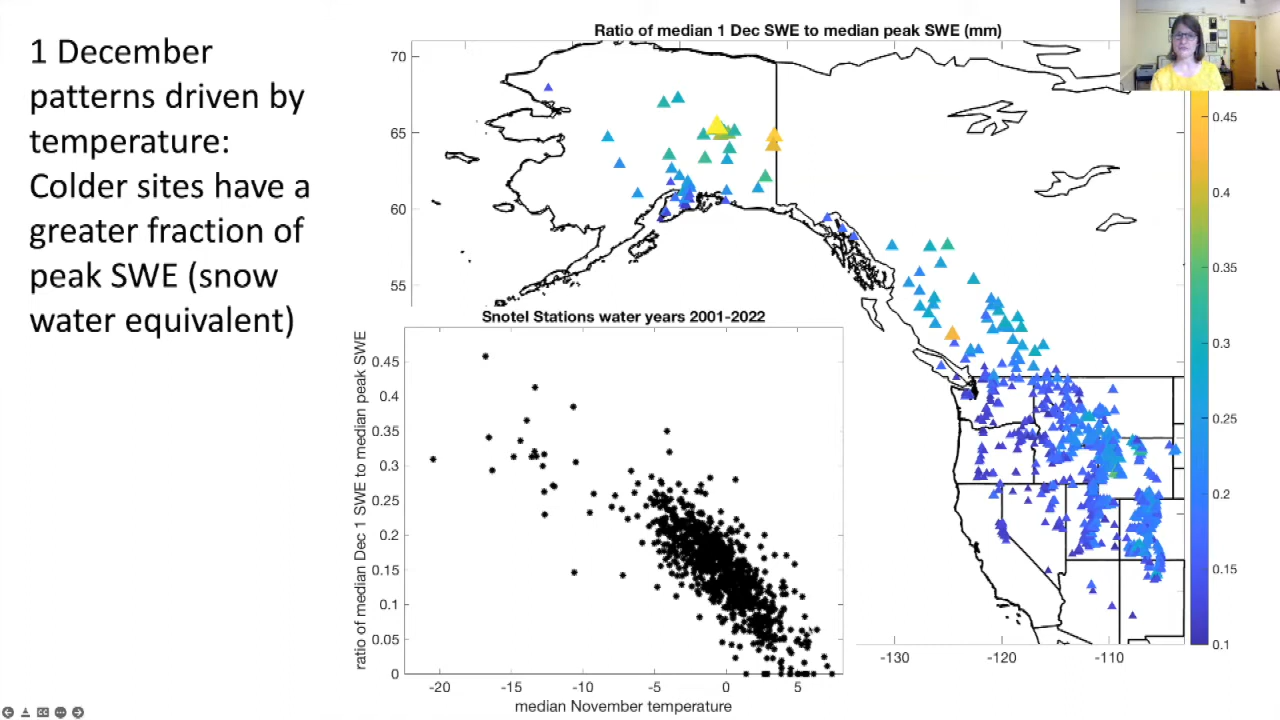 1 December
patterns driven by
temperature:
Colder sites have a
greater fraction of
peak SWE (snow
water equivalent)
Ratio of median 1 Dec SWE to median peak SWE (mm)
70
65
60
55
-130
-120
-110
0.45
0.4
0.35
0.3
0.25
0.2
0.15
0.1
Snotel Stations water years 2001-2022
ratio of median Dec 1 SWE to median peak SWE
0.45
0.4
0.35
0.3
0.25
0.2
0.15
0.1
0.05
0
-20
-15
-10
-5
0
5
median November temperature